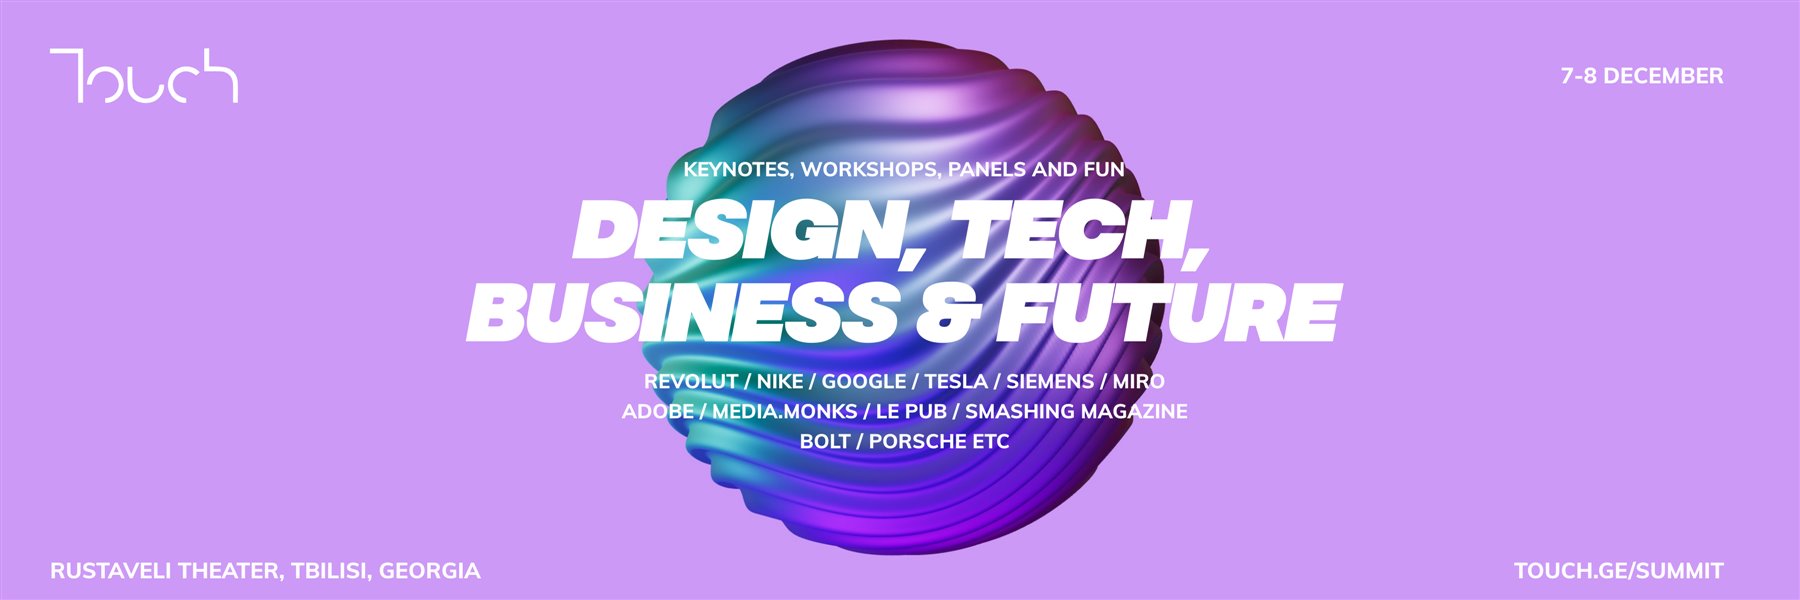 Touch
7-8 DECEMBER
KEYNOTES, WORKSHOPS, PANELS AND FUN
DESIGN, TECH,
BUSINESS & FUTURE
REVOLUT / NIKE / GOOGLE / TESLA / SIEMENS / MIRO
ADOBE / MEDIA.MONKS / LE PUB / SMASHING MAGAZINE
BOLT / PORSCHE ETC
RUSTAVELI THEATER, TBILISI, GEORGIA
TOUCH.GE/SUMMIT